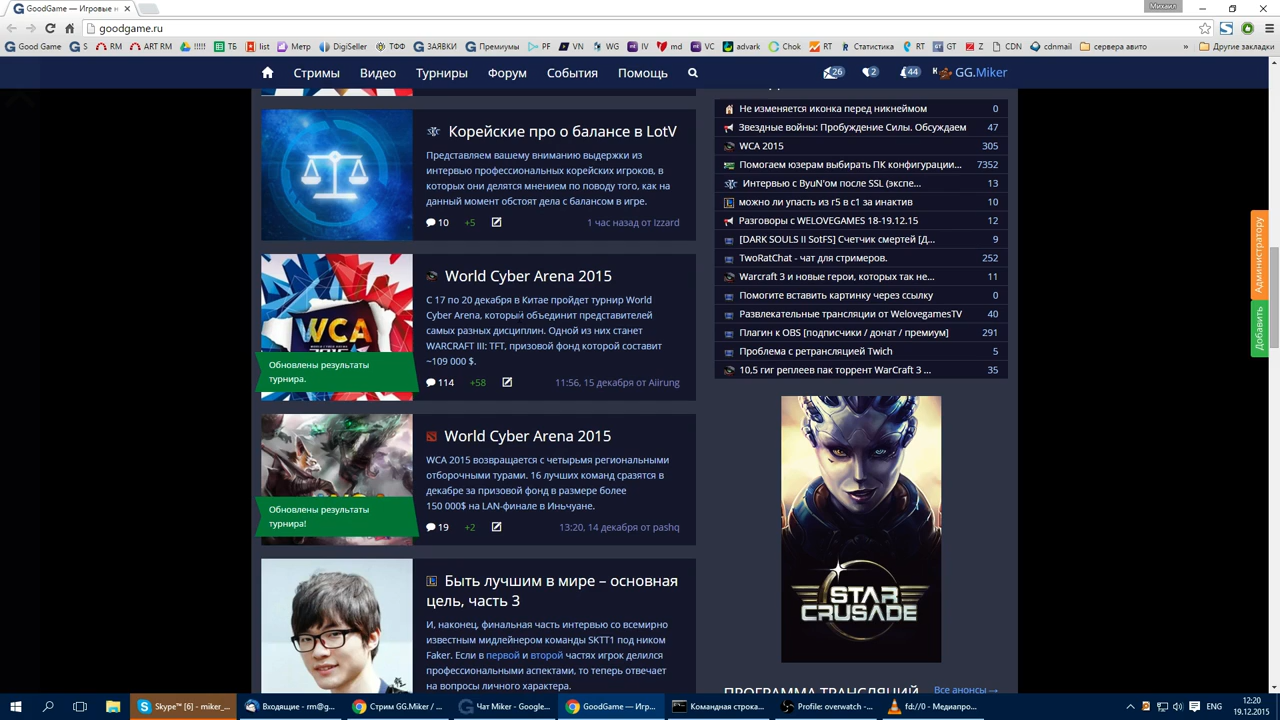 GoodGame — Игровые н
Михаил
goodgame.ru
Good Game
S
RM
ART RM
!!!!!
ТБ
list
Метр
DigiSeller
ТФФ
ЗАЯВКИ
Премиумы
PF
VN
WG
IV
md
VC
advark
Chok
RT
Статистика
RT
GT
Z
CDN
cdnmail
сервера авито
»
Другие закладки
Стримы
Видео
Турниры
Форум
События
Помощь
26
2
44
GG.Miker
Корейские про о балансе в LotV
Представляем вашему вниманию выдержки из
интервью профессиональных корейских игроков, в
которых они делятся мнением по поводу того, как на
данный момент обстоят дела с балансом в игре.
10 +5 1 час назад от Izzard
World Cyber Arena 2015
С 17 по 20 декабря в Китае пройдет турнир World
Cyber Arena, который объединит представителей
самых разных дисциплин. Одной из них станет
WARCRAFT III: TFT, призовой фонд которой составит
~109 000 $.
114 +58 11:56, 15 декабря от Aiirung
WCA
Обновлены результаты
турнира.
World Cyber Arena 2015
WCA 2015 возвращается с четырьмя региональными
отборочными турами. 16 лучших команд сразятся в
декабре за призовой фонд в размере более
150 000$ на LAN-финале в Иньчуане.
19 +2 13:20, 14 декабря от pashq
Обновлены результаты
турнира!
Быть лучшим в мире – основная
цель, часть 3
И, наконец, финальная часть интервью со всемирно
известным мидлейнером команды SKTT1 под ником
Faker. Если в первой и второй частях игрок делился
профессиональными аспектами, то теперь отвечает
на вопросы личного характера.
Не изменяется иконка перед никнеймом 0
Звездные войны: Пробуждение Силы. Обсуждаем 47
WCA 2015 305
Помогаем юзерам выбирать ПК конфигурации... 7352
Интервью с ByuN'ом после SSL (экспе... 13
можно ли упасть из г5 в с1 за инактив 10
Разговоры с WELOVEGAMES 18-19.12.15 12
[DARK SOULS II SotFS] Счетчик смертей [Д... 9
TwoRatChat - чат для стримеров. 252
Warcraft 3 и новые герои, которых так не... 11
Помогите вставить картинку через ссылку 0
Развлекательные трансляции от WelovegamesTV 40
Плагин к OBS [подписчики / донат / премиум] 291
Проблема с ретрансляцией Twich 5
10,5 гиг реплеев пак торрент WarCraft 3 ... 35
STAR
CRUSADE
ПРОГРАММА ТРАНСЛЯЦИЙ
Все анонсы →
Администратору
Добавить
Skype™ [6] - miker_...
Входящие - rm@g...
Стрим GG.Miker / ...
Чат Miker - Google...
GoodGame — Игр...
Командная строка...
Profile: overwatch -...
fd://0 - Медиапро...
ENG
12:20
19.12.2015